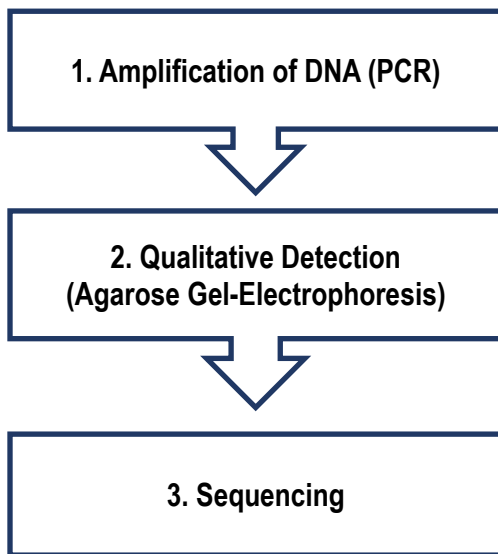 1. Amplification of DNA (PCR)
2. Qualitative Detection
(Agarose Gel-Electrophoresis)
3. Sequencing